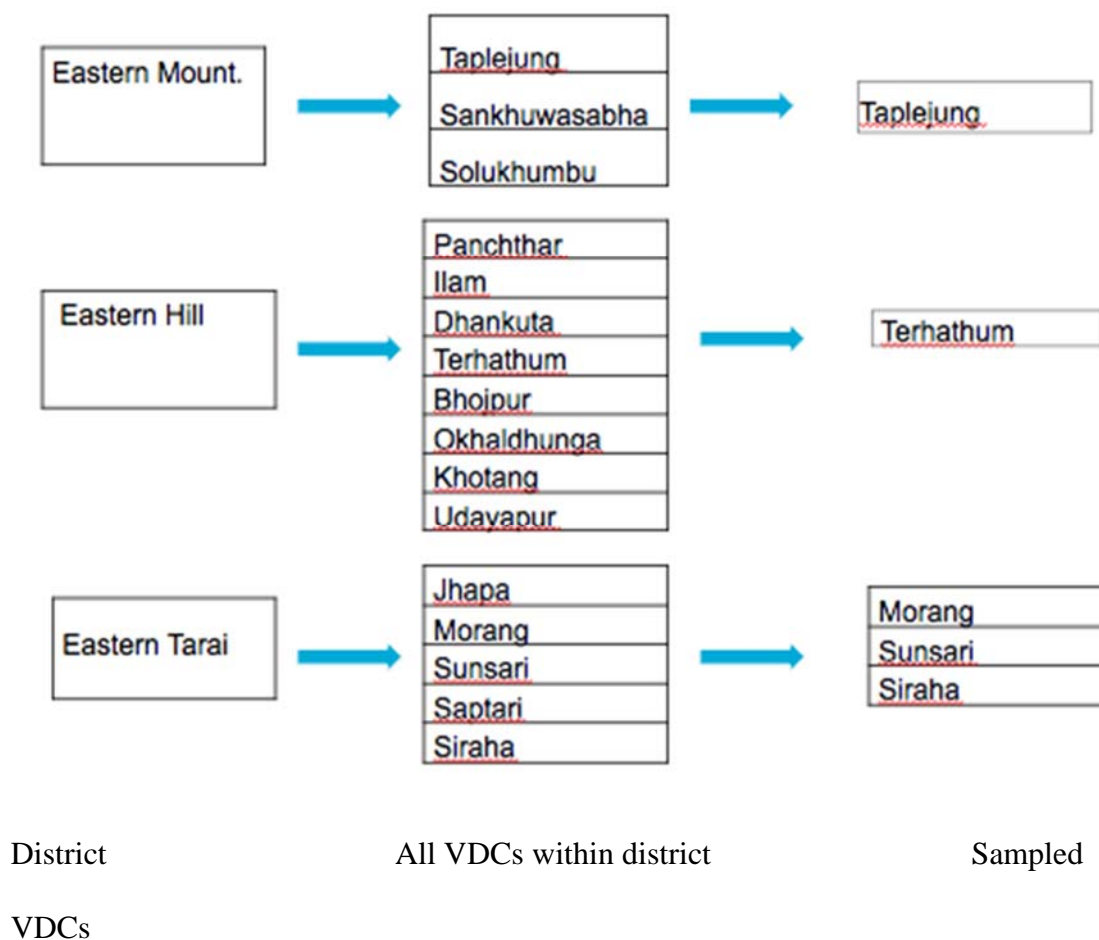 Eastern Mount.
Taplejung
Sankhuwasabha
Solukhumbu
Taplejung
Eastern Hill
Panchthar
Ilam
Dhankuta
Terhathum
Bhojpur
Okhaldhunga
Khotang
Udayapur
Terhathum
Eastern Tarai
Jhapa
Morang
Sunsari
Saptari
Siraha
Morang
Sunsari
Siraha
District All VDCs within district Sampled
VDCs